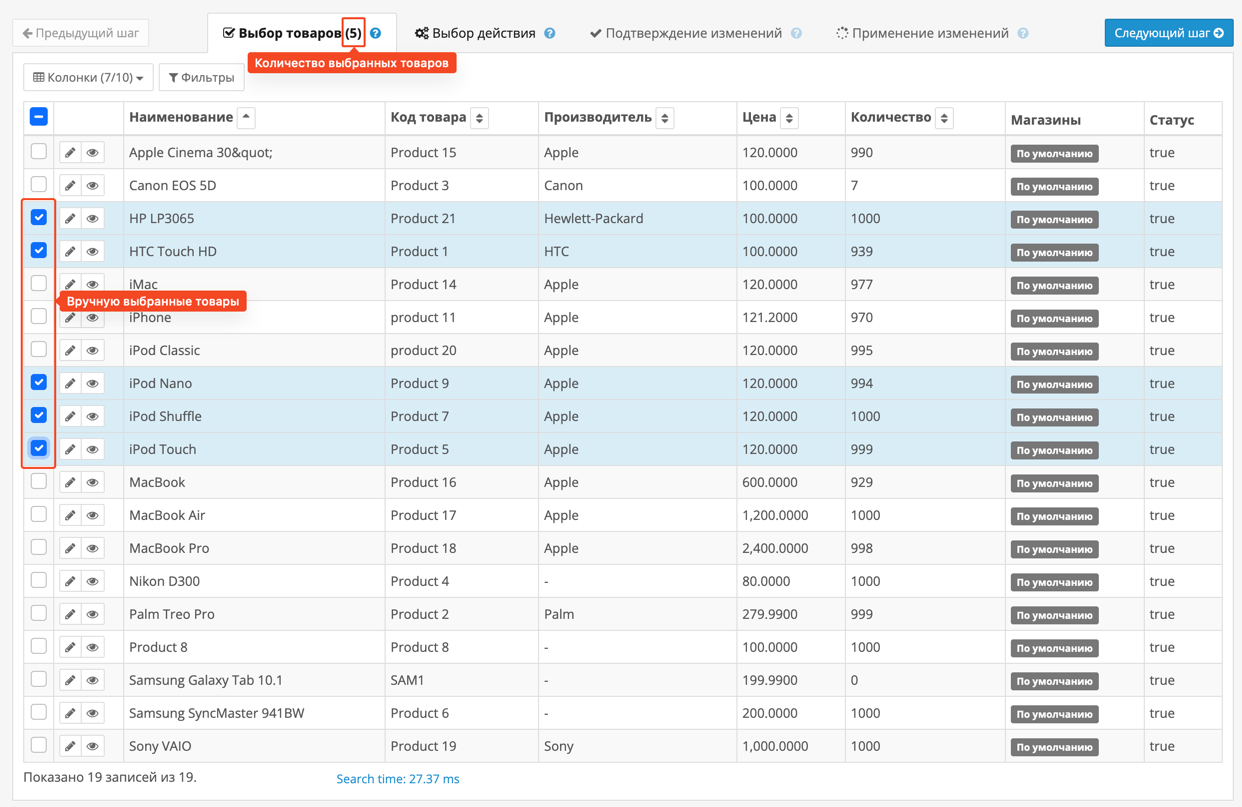 Предыдущий шаг
Выбор товаров (5) ?
Выбор действия ?
Подтверждение изменений ?
Применение изменений ?
Следующий шаг
Количество выбранных товаров
Колонки (7/10) Фильтры
Наименование Код товара Производитель Цена Количество Магазины Статус
Apple Cinema 30&quot; Product 15 Apple 120.0000 990 По умолчанию true
Canon EOS 5D Product 3 Canon 100.0000 7 По умолчанию true
HP LP3065 Product 21 Hewlett-Packard 100.0000 1000 По умолчанию true
HTC Touch HD Product 1 HTC 100.0000 939 По умолчанию true
iMac Product 14 Apple 120.0000 977 По умолчанию true
Вручную выбранные товары
iPhone product 11 Apple 121.2000 970 По умолчанию true
iPod Classic product 20 Apple 120.0000 995 По умолчанию true
iPod Nano Product 9 Apple 120.0000 994 По умолчанию true
iPod Shuffle Product 7 Apple 120.0000 1000 По умолчанию true
iPod Touch Product 5 Apple 120.0000 999 По умолчанию true
MacBook Product 16 Apple 600.0000 929 По умолчанию true
MacBook Air Product 17 Apple 1,200.0000 1000 По умолчанию true
MacBook Pro Product 18 Apple 2,400.0000 998 По умолчанию true
Nikon D300 Product 4 - 80.0000 1000 По умолчанию true
Palm Treo Pro Product 2 Palm 279.9900 999 По умолчанию true
Product 8 Product 8 - 100.0000 1000 По умолчанию true
Samsung Galaxy Tab 10.1 SAM1 - 199.9900 0 По умолчанию true
Samsung SyncMaster 941BW Product 6 - 200.0000 1000 По умолчанию true
Sony VAIO Product 19 Sony 1,000.0000 1000 По умолчанию true
Показано 19 записей из 19. Search time: 27.37 ms